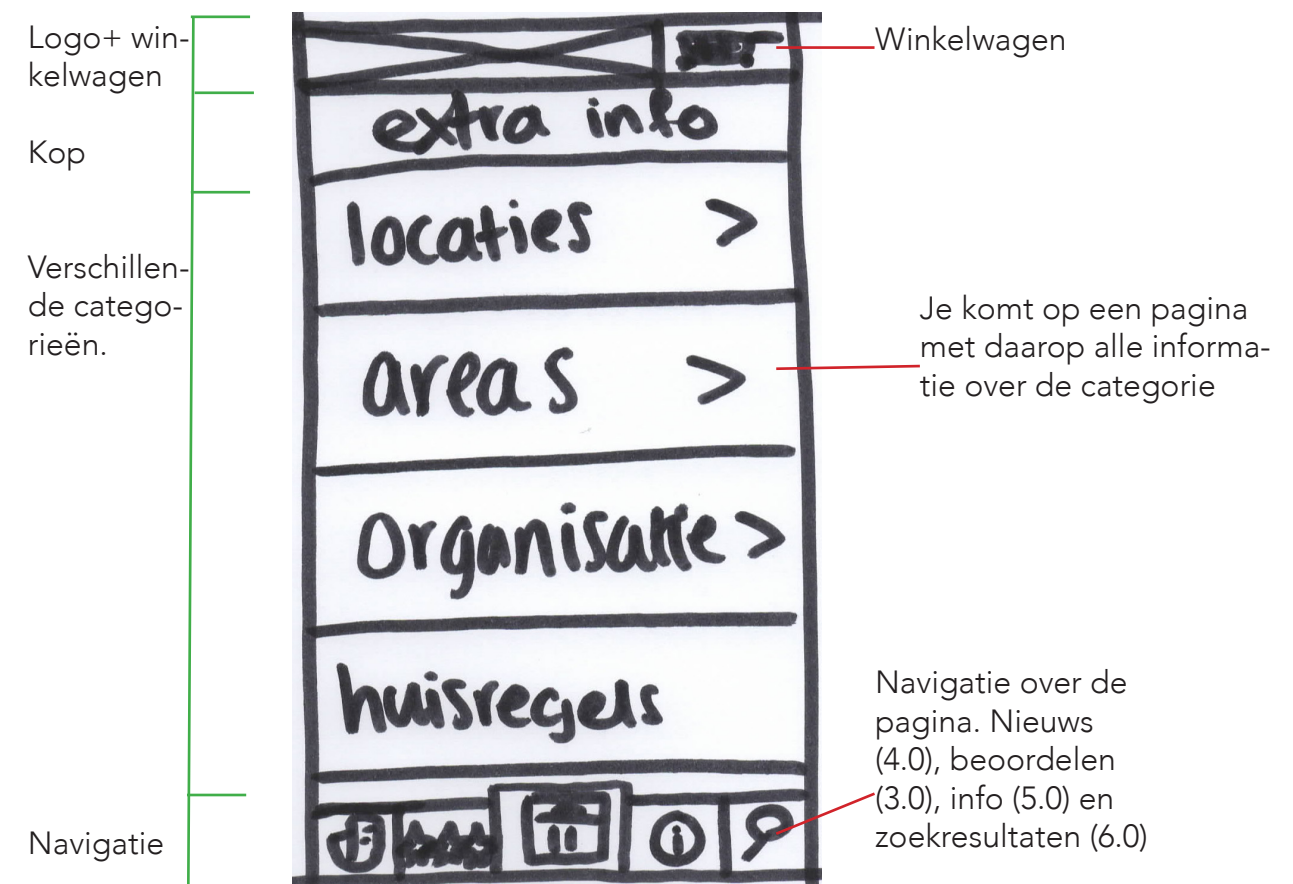 Logo+ win-
kelwagen
Kop
Verschillen-
de catego-
rieën.
Navigatie
extra info
locaties >
areas >
Organisatie >
huisregels
i
Winkelwagen
Je komt op een pagina
met daarop alle informa-
tie over de categorie
Navigatie over de
pagina. Nieuws
(4.0), beoordelen
(3.0), info (5.0) en
zoekresultaten (6.0)